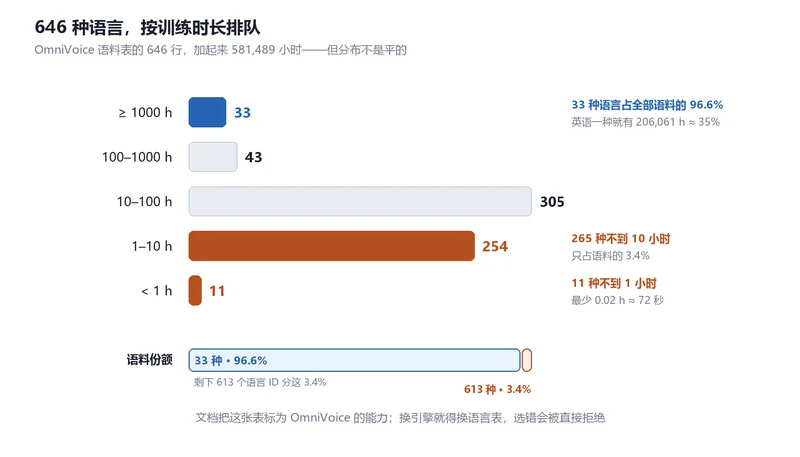 646 种语言，按训练时长排队
OmniVoice 语料表的 646 行，加起来 581,489 小时——但分布不是平的
≥ 1000 h
33
33 种语言占全部语料的 96.6%
英语一种就有 206,061 h ≈ 35%
100–1000 h
43
10–100 h
305
1–10 h
254
265 种不到 10 小时
只占语料的 3.4%
< 1 h
11
11 种不到 1 小时
最少 0.02 h ≈ 72 秒
语料份额
33 种 · 96.6%
剩下 613 个语言 ID 分这 3.4%
613 种 · 3.4%
文档把这张表标为 OmniVoice 的能力；换引擎就得换语言表，选错会被直接拒绝